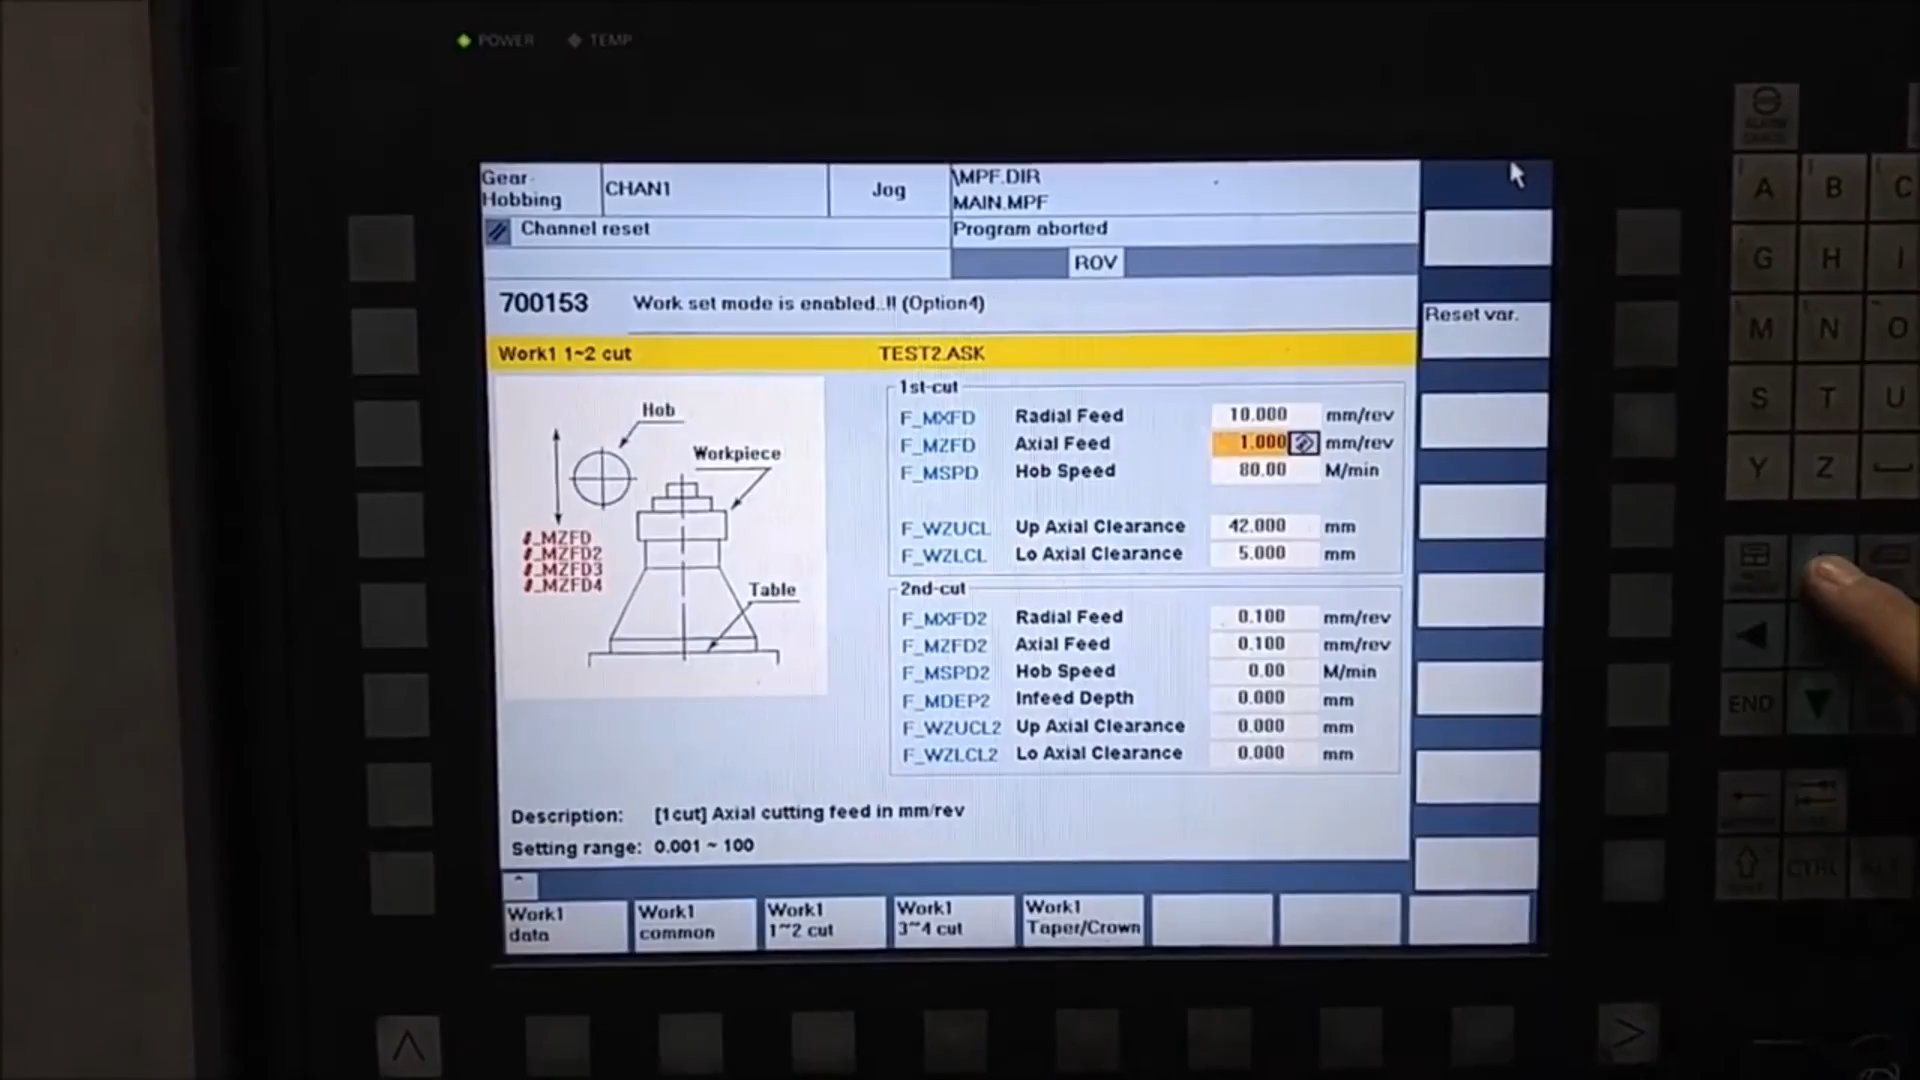 POWER TEMP
Gear
Hobbing
CHAN1
Jog
\MPF.DIR
MAIN.MPF
Channel reset
Program aborted
ROV
700153 Work set mode is enabled..!! (Option4)
Reset var.
Work1 1~2 cut TEST2.ASK
Hob
Workpiece
Table
_MZFD
_MZFD2
_MZFD3
_MZFD4
1st-cut
F_MXFD Radial Feed 10.000 mm/rev
F_MZFD Axial Feed 1.000 mm/rev
F_MSPD Hob Speed 80.00 M/min
F_WZUCL Up Axial Clearance 42.000 mm
F_WZLCL Lo Axial Clearance 5.000 mm
2nd-cut
F_MXFD2 Radial Feed 0.100 mm/rev
F_MZFD2 Axial Feed 0.100 mm/rev
F_MSPD2 Hob Speed 0.00 M/min
F_MDEP2 Infeed Depth 0.000 mm
F_WZUCL2 Up Axial Clearance 0.000 mm
F_WZLCL2 Lo Axial Clearance 0.000 mm
Description: [1cut] Axial cutting feed in mm/rev
Setting range: 0.001 ~ 100
Work1
data
Work1
common
Work1
1~2 cut
Work1
3~4 cut
Work1
Taper/Crown
A B C
G H I
M N O
S T U
Y Z
END
CTRL